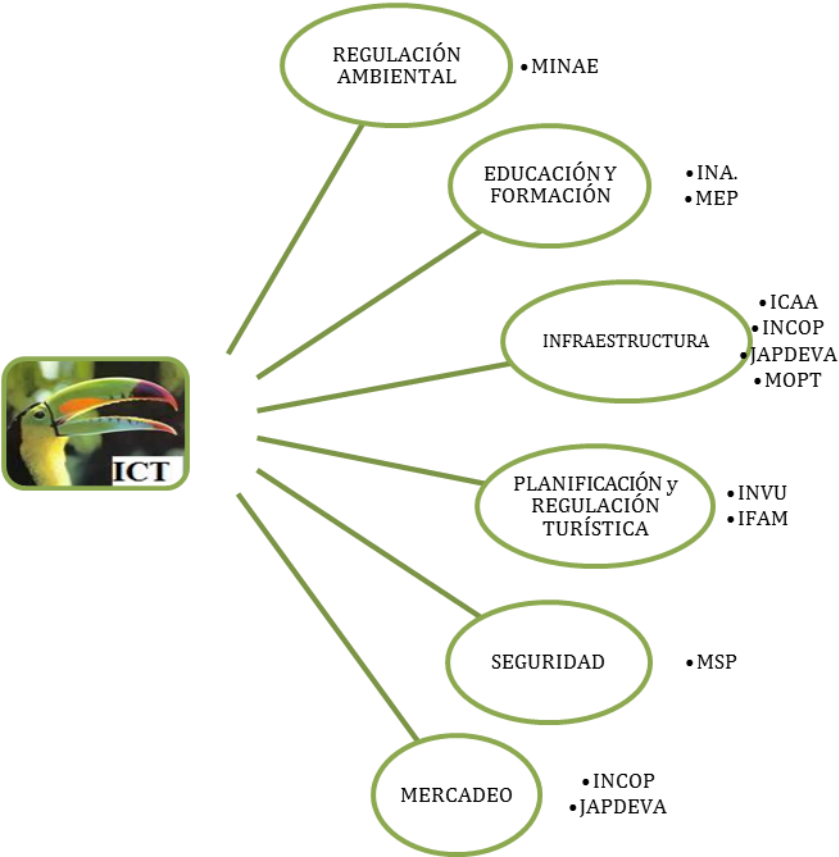 REGULACIÓN
AMBIENTAL
•MINAE
EDUCACIÓN Y
FORMACIÓN
•INA.
•MEP
INFRAESTRUCTURA
•ICAA
•INCOP
•JAPDEVA
•MOPT
ICT
PLANIFICACIÓN y
REGULACIÓN
TURÍSTICA
•INVU
•IFAM
SEGURIDAD
•MSP
MERCADEO
•INCOP
•JAPDEVA